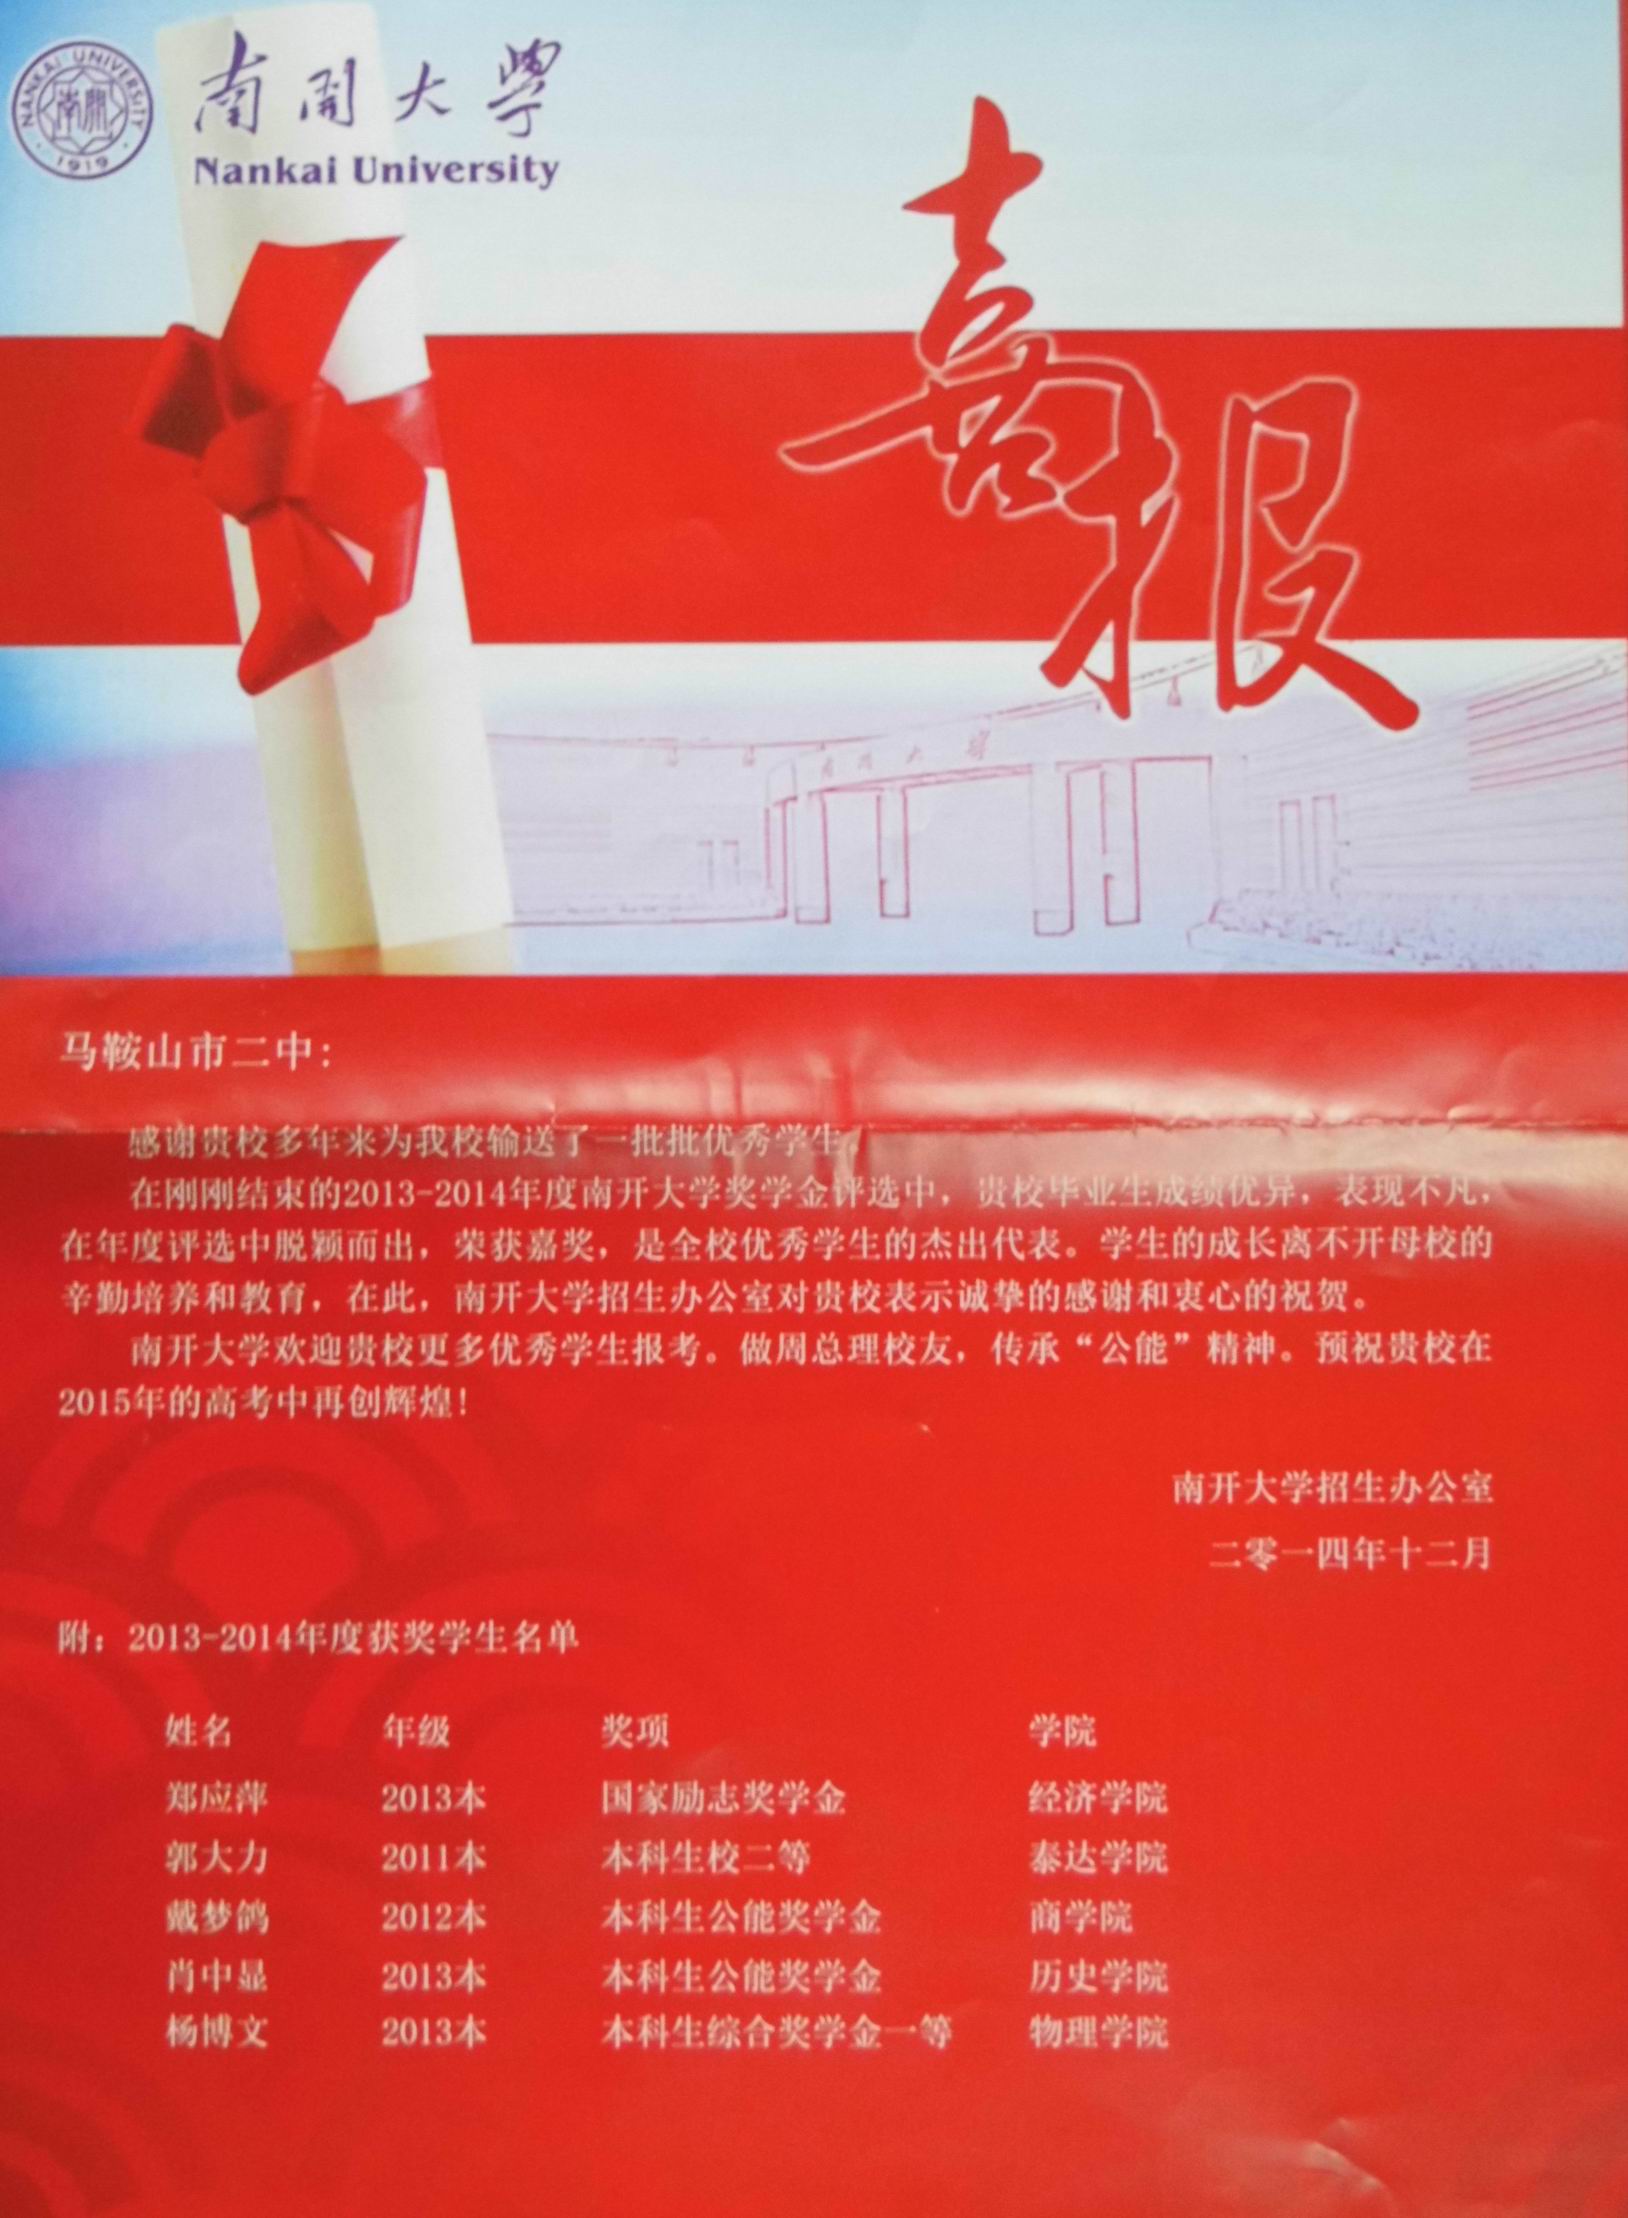 NANKAI UNIVERSITY
南開
1919
南開大學
Nankai University
喜报
南開大學
马鞍山市二中：
感谢贵校多年来为我校输送了一批批优秀学生。
在刚刚结束的2013-2014年度南开大学奖学金评选中，贵校毕业生成绩优异，表现不凡，
在年度评选中脱颖而出，荣获嘉奖，是全校优秀学生的杰出代表。学生的成长离不开母校的
辛勤培养和教育，在此，南开大学招生办公室对贵校表示诚挚的感谢和衷心的祝贺。
南开大学欢迎贵校更多优秀学生报考。做周总理校友，传承“公能”精神。预祝贵校在
2015年的高考中再创辉煌！
南开大学招生办公室
二零一四年十二月
附：2013-2014年度获奖学生名单
姓名 年级 奖项 学院
郑应萍 2013本 国家励志奖学金 经济学院
郭大力 2011本 本科生校二等 泰达学院
戴梦鸽 2012本 本科生公能奖学金 商学院
肖中显 2013本 本科生公能奖学金 历史学院
杨博文 2013本 本科生综合奖学金一等 物理学院